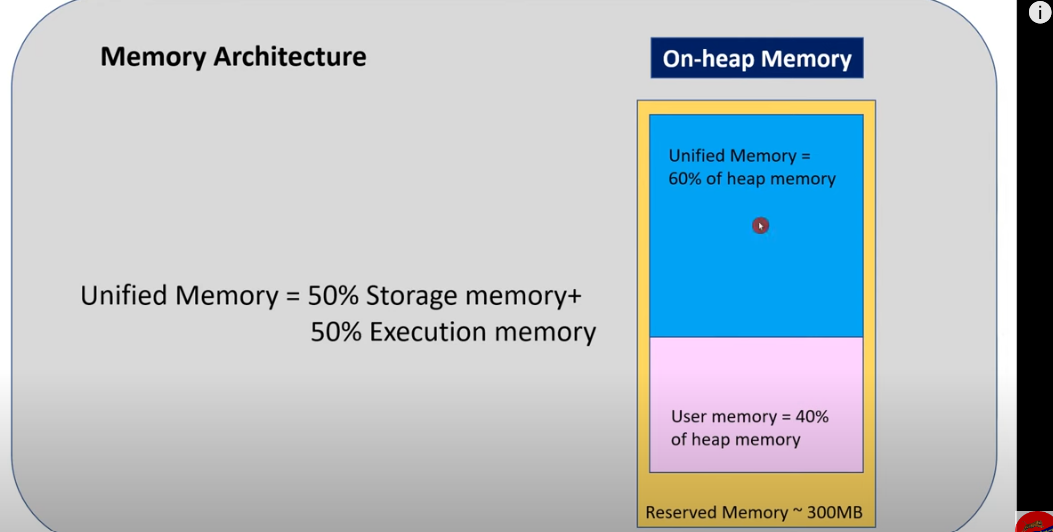 Memory Architecture
On-heap Memory
Unified Memory =
60% of heap memory
Unified Memory = 50% Storage memory+
50% Execution memory
User memory = 40%
of heap memory
Reserved Memory ~ 300MB
i